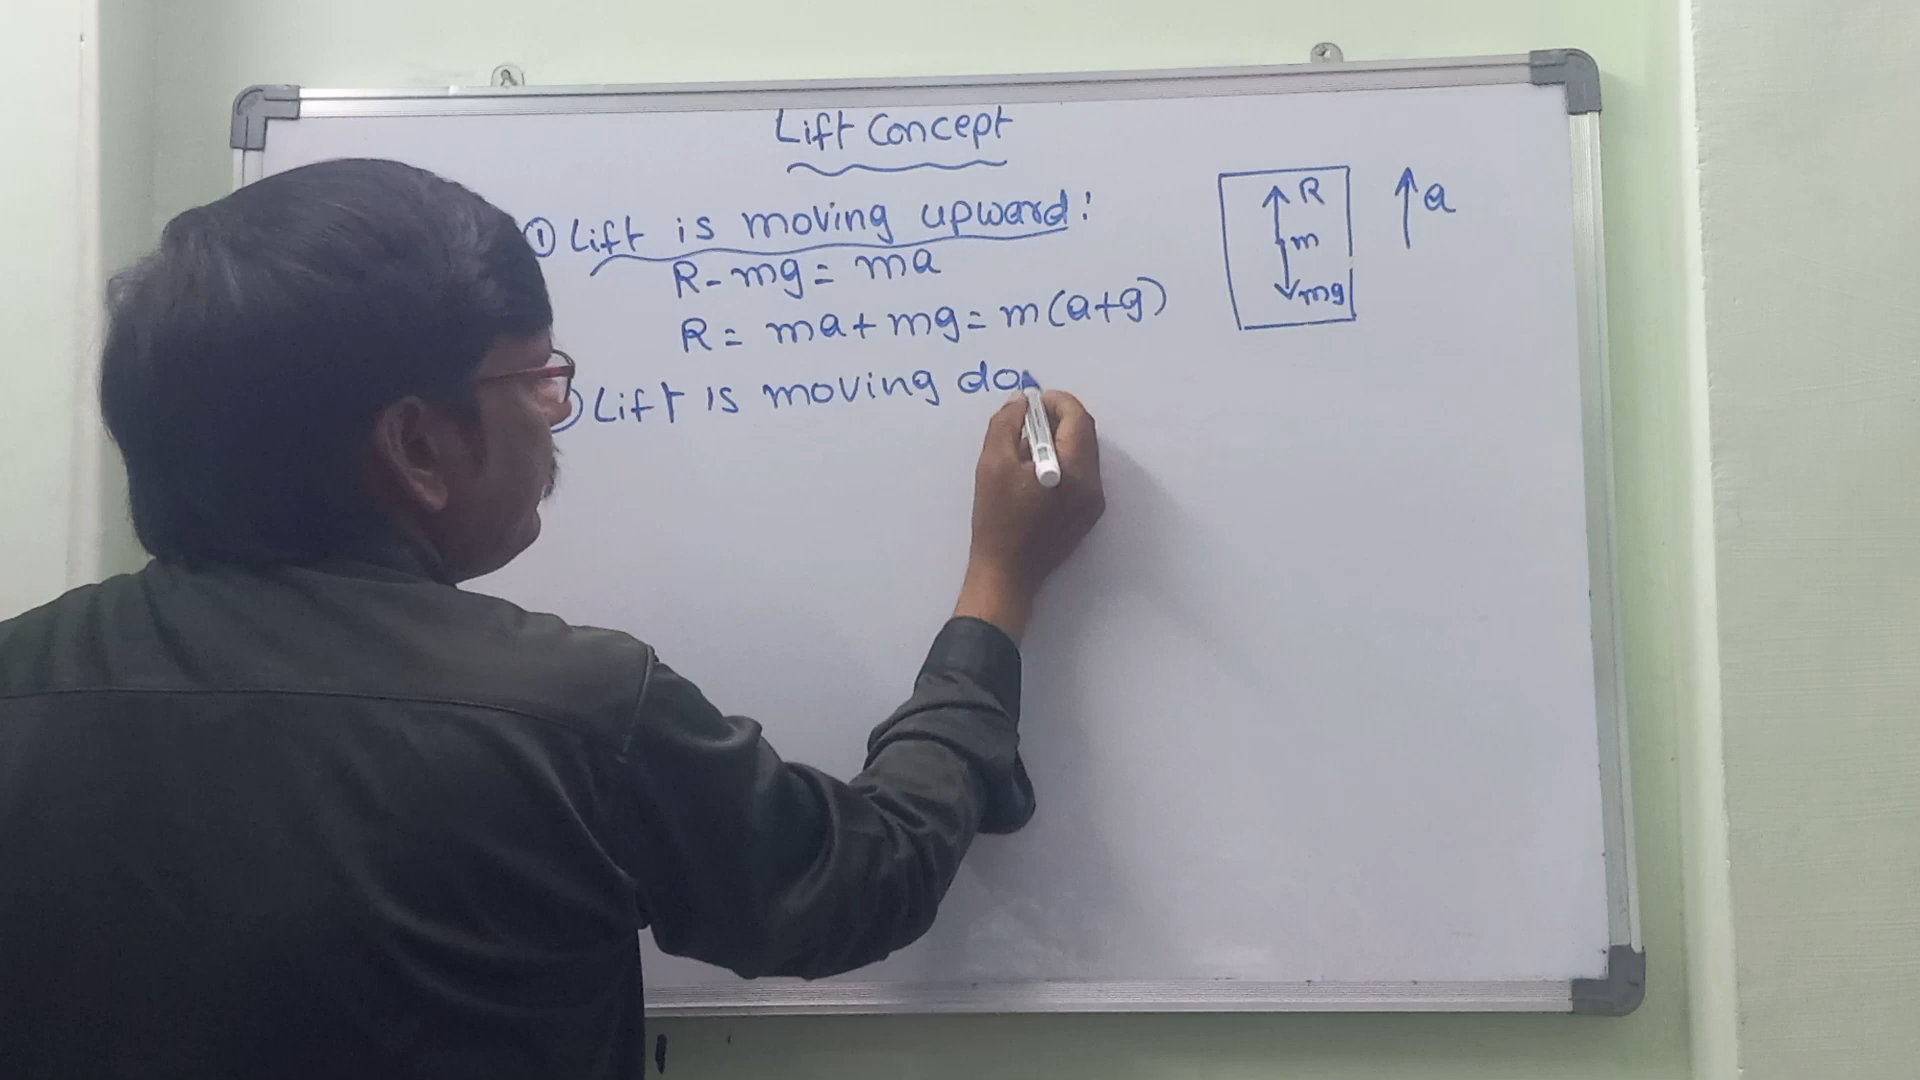 Lift Concept
① Lift is moving upward:
R - mg = ma
R = ma + mg = m(a+g)
Lift is moving do
R
m
mg
a